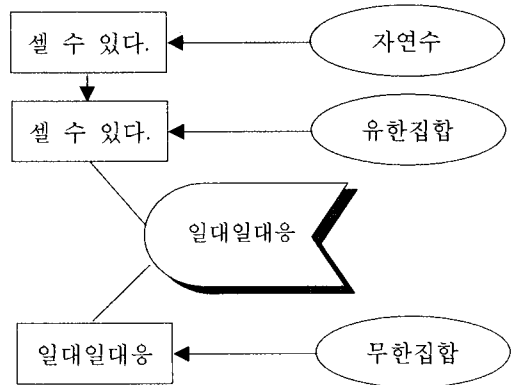 셀 수 있다.
자연수
셀 수 있다.
유한집합
일대일대응
일대일대응
무한집합